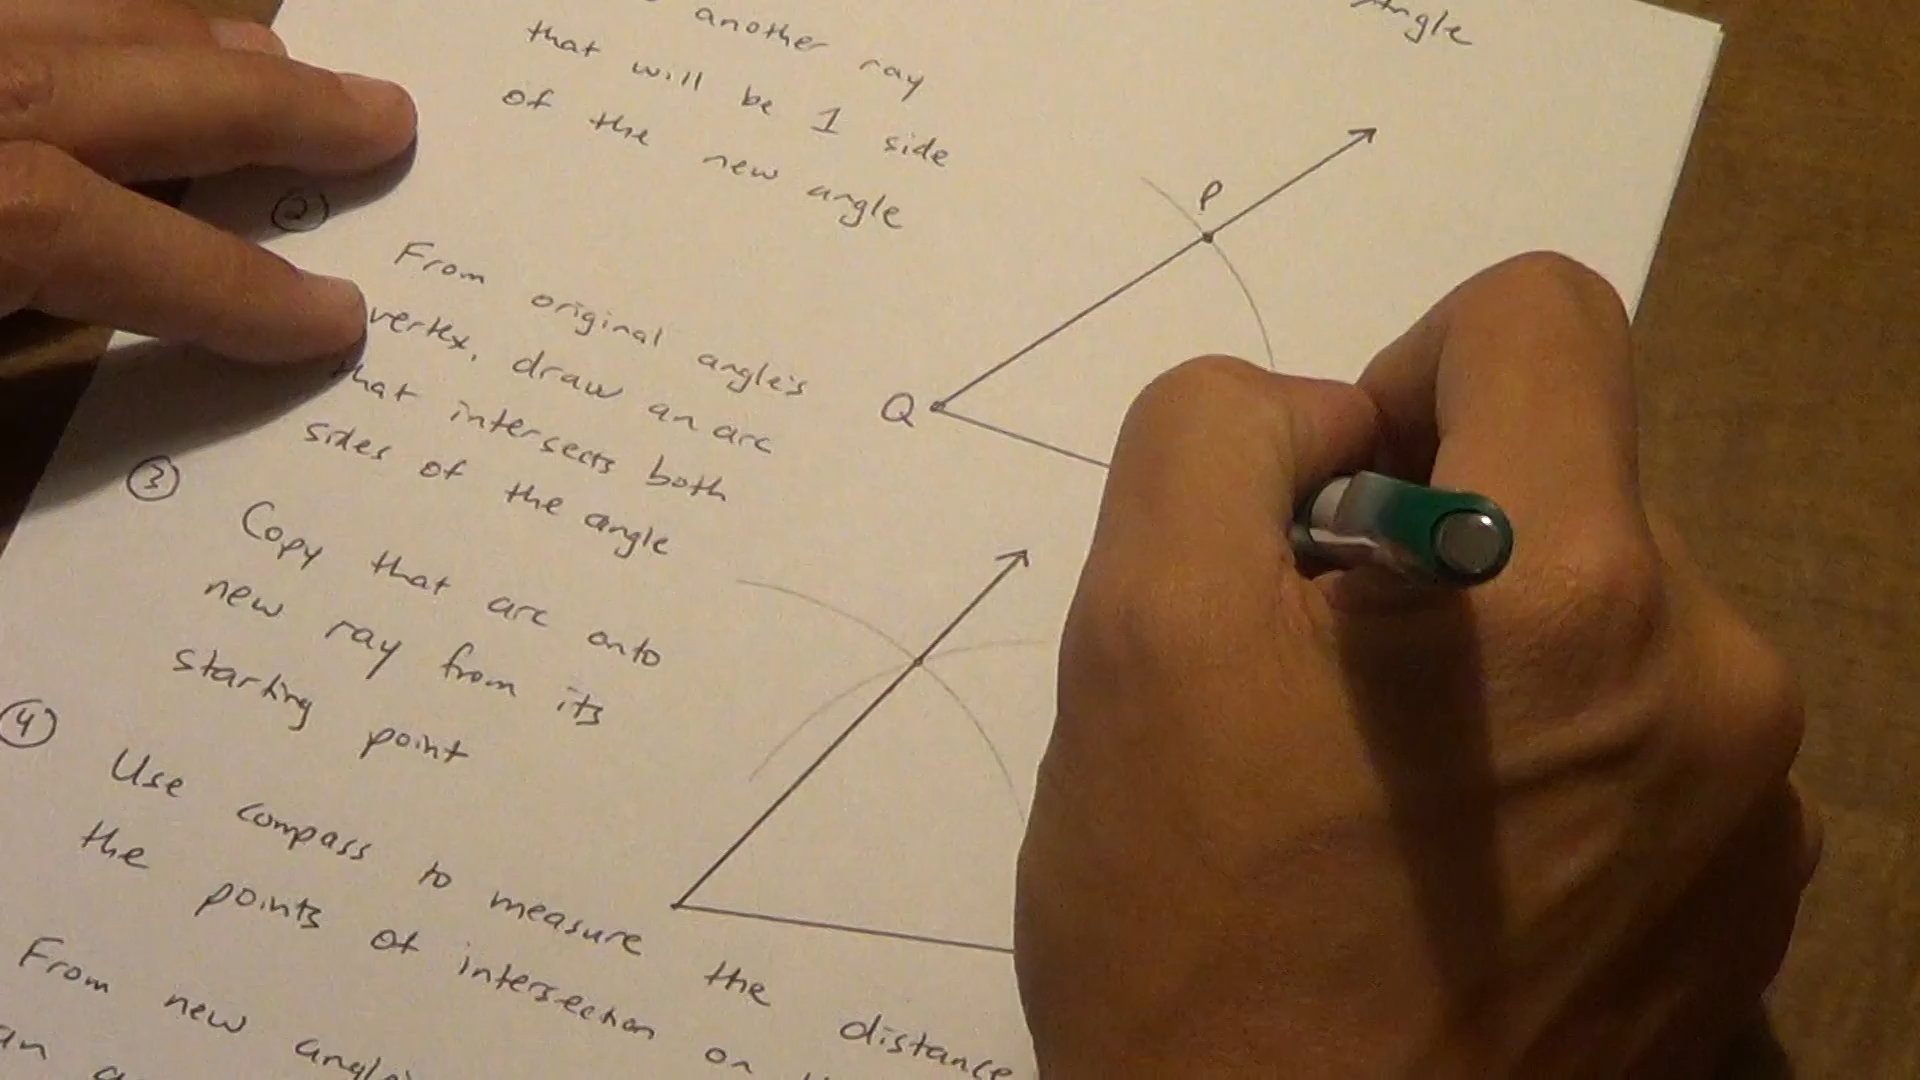 Angle
another ray
that will be 1 side
of the new angle
2
From original angle's
vertex, draw an arc
that intersects both
sides of the angle
3 Copy that arc onto
new ray from its
starting point
4 Use compass to measure the distance
the points of intersection on
From new
an
P
Q